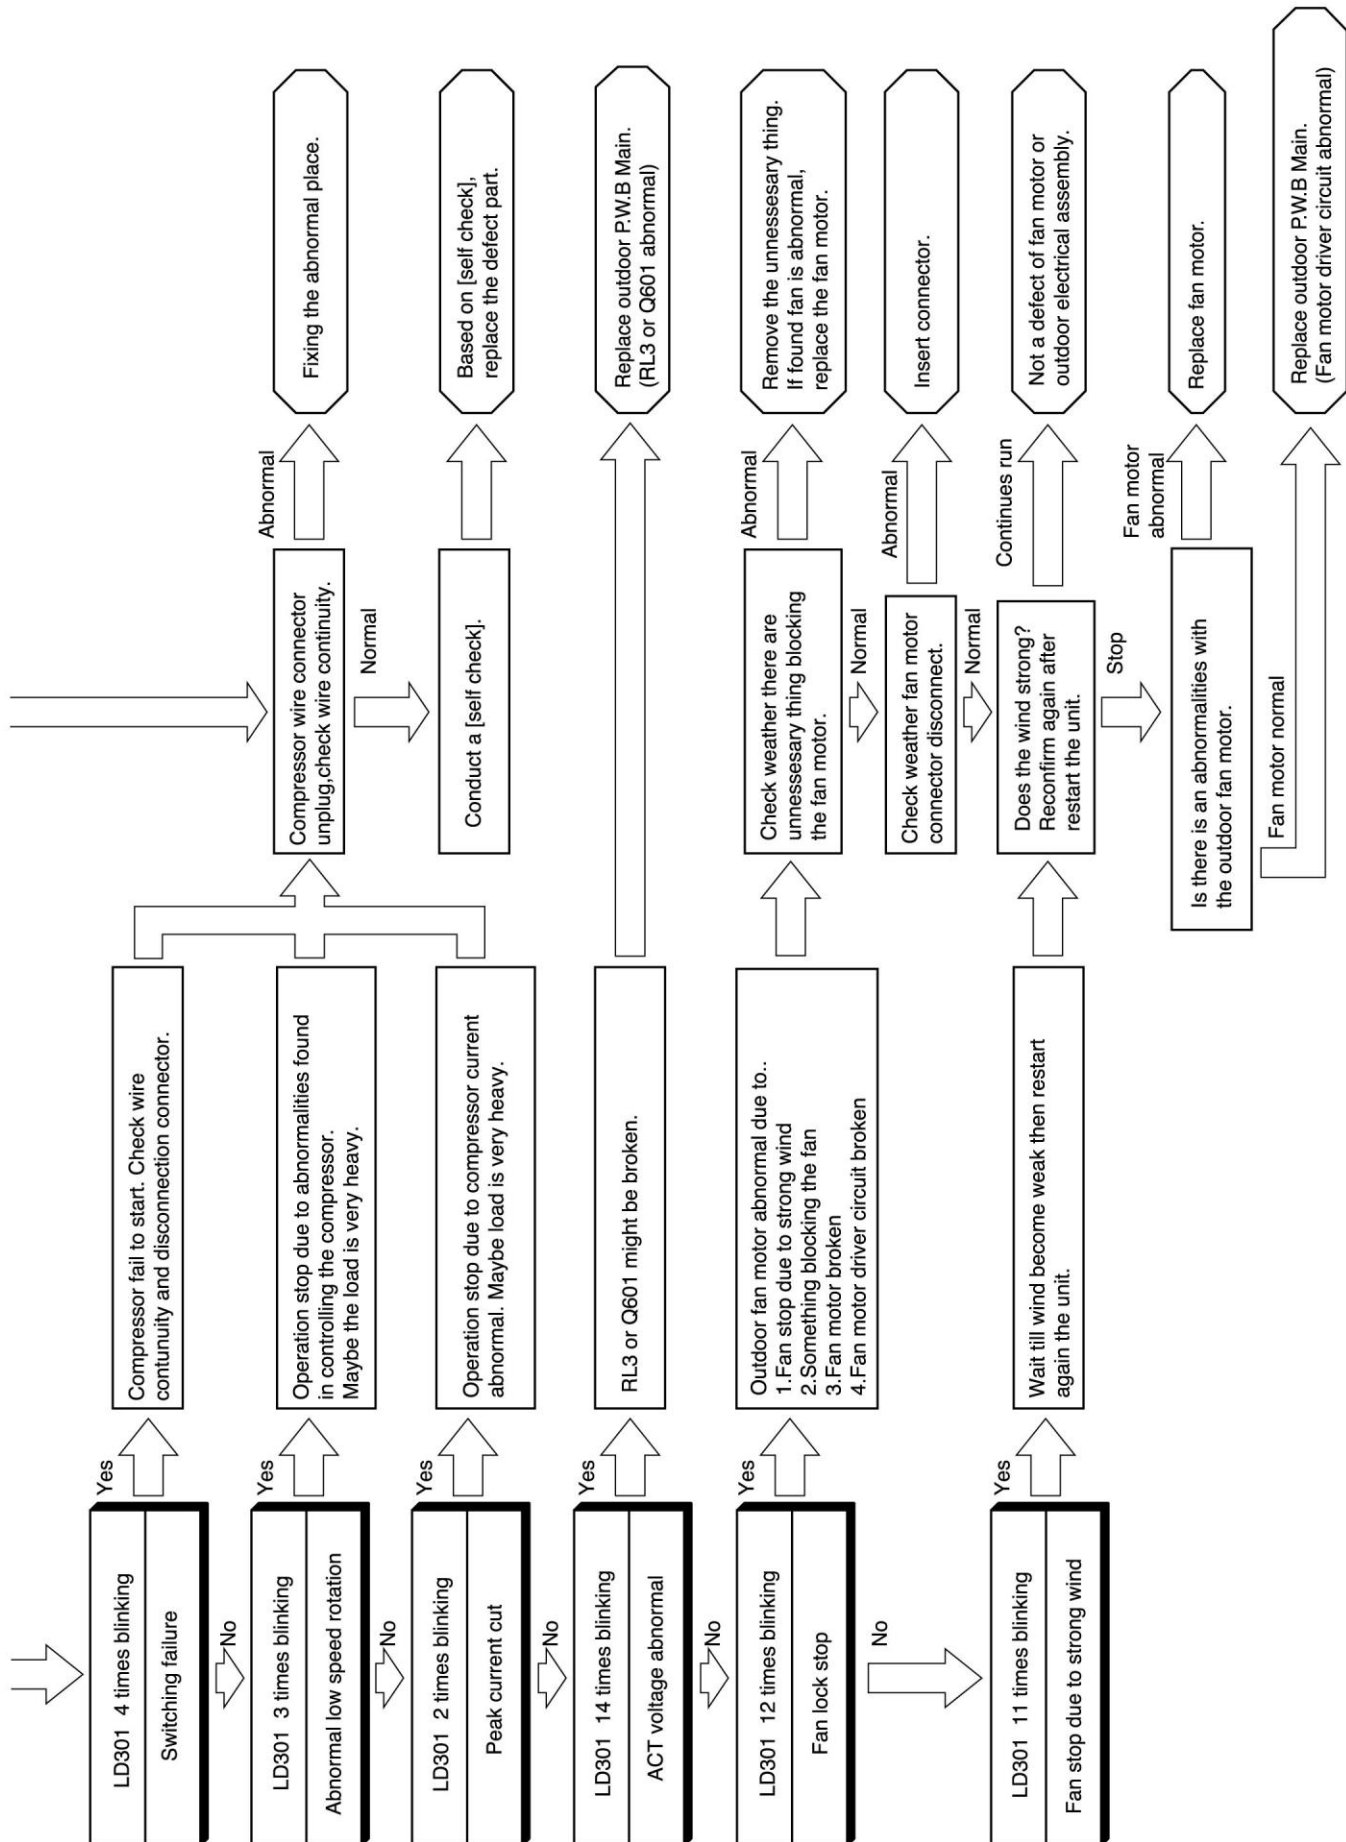 LD301  4 times blinking
Switching failure
Yes
Compressor fail to start. Check wire
contunuity and disconnection connector.
No
LD301  3 times blinking
Abnormal low speed rotation
Yes
Operation stop due to abnormalities found
in controlling the compressor.
Maybe the load is very heavy.
No
LD301  2 times blinking
Peak current cut
Yes
Operation stop due to compressor current
abnormal. Maybe load is very heavy.
Compressor wire connector
unplug,check wire continuity.
Abnormal
Fixing the abnormal place.
Normal
Conduct a [self check].
Based on [self check],
replace the defect part.
No
LD301  14 times blinking
ACT voltage abnormal
Yes
RL3 or Q601 might be broken.
Replace outdoor P.W.B Main.
(RL3 or Q601 abnormal)
No
LD301  12 times blinking
Fan lock stop
Yes
Outdoor fan motor abnormal due to..
1.Fan stop due to strong wind
2.Something blocking the fan
3.Fan motor broken
4.Fan motor driver circuit broken
Check weather there are
unnessesary thing blocking
the fan motor.
Abnormal
Remove the unnessesary thing.
If found fan is abnormal,
replace the fan motor.
Normal
Check weather fan motor
connector disconnect.
Abnormal
Insert connector.
Normal
No
LD301  11 times blinking
Fan stop due to strong wind
Yes
Wait till wind become weak then restart
again the unit.
Does the wind strong?
Reconfirm again after
restart the unit.
Continues run
Not a defect of fan motor or
outdoor electrical assembly.
Stop
Is there is an abnormalities with
the outdoor fan motor.
Fan motor
abnormal
Replace fan motor.
Fan motor normal
Replace outdoor P.W.B Main.
(Fan motor driver circuit abnormal)